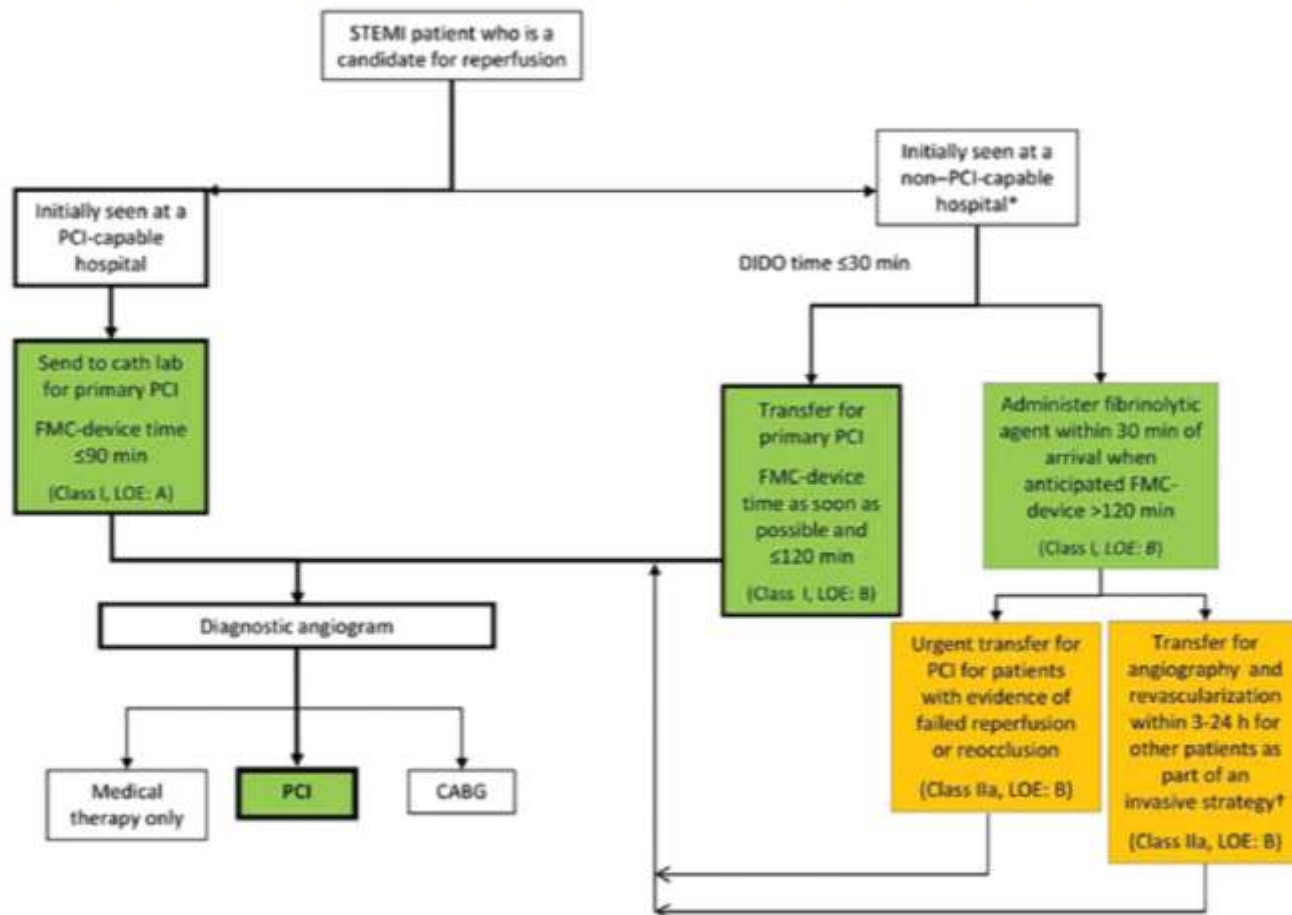 STEMI patient who is a
candidate for reperfusion
Initially seen at a
non–PCI-capable
hospital*
Initially seen at a
PCI-capable
hospital
DIDO time ≤30 min
Send to cath lab
for primary PCI
FMC-device time
≤90 min
(Class I, LOE: A)
Transfer for
primary PCI
FMC-device
time as soon as
possible and
≤120 min
(Class I, LOE: B)
Administer fibrinolytic
agent within 30 min of
arrival when
anticipated FMC-
device >120 min
(Class I, LOE: B)
Diagnostic angiogram
Urgent transfer for
PCI for patients
with evidence of
failed reperfusion
or reocclusion
(Class IIa, LOE: B)
Transfer for
angiography and
revascularization
within 3-24 h for
other patients as
part of an
invasive strategy†
(Class IIa, LOE: B)
Medical
therapy only
PCI
CABG